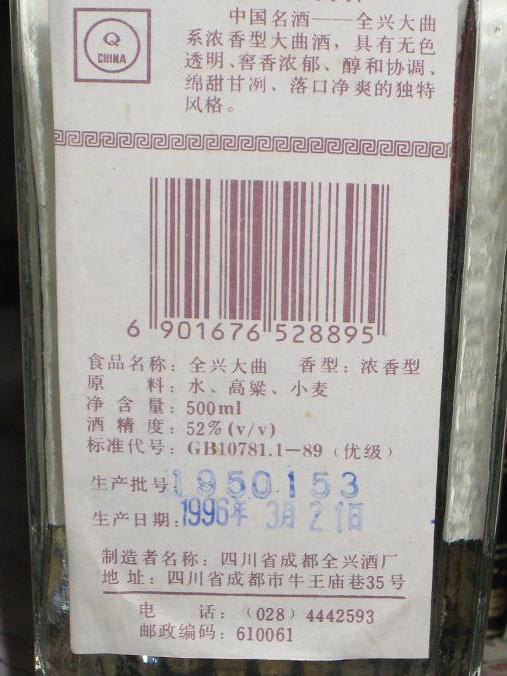 Q
CHINA
中国名酒——全兴大曲
系浓香型大曲酒，具有无色
透明、窖香浓郁、醇和协调、
绵甜甘冽、落口净爽的独特
风格。
6 901676 528895
食品名称：全兴大曲 香型：浓香型
原 料：水、高粱、小麦
净含量：500ml
酒精度：52%(v/v)
标准代号：GB10781.1—89（优级）
生产批号 1950153
生产日期：1996年 3月 21日
制造者名称：四川省成都全兴酒厂
地址：四川省成都市牛王庙巷35号
电 话：（028）4442593
邮政编码：610061